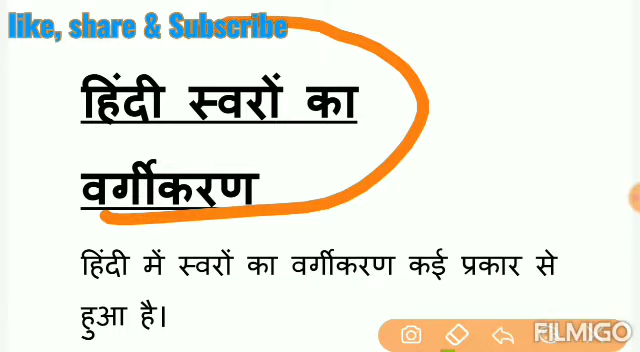 like, share & Subscribe
हिंदी स्वरों का
वर्गीकरण
हिंदी में स्वरों का वर्गीकरण कई प्रकार से
हुआ है।
FILMIGO